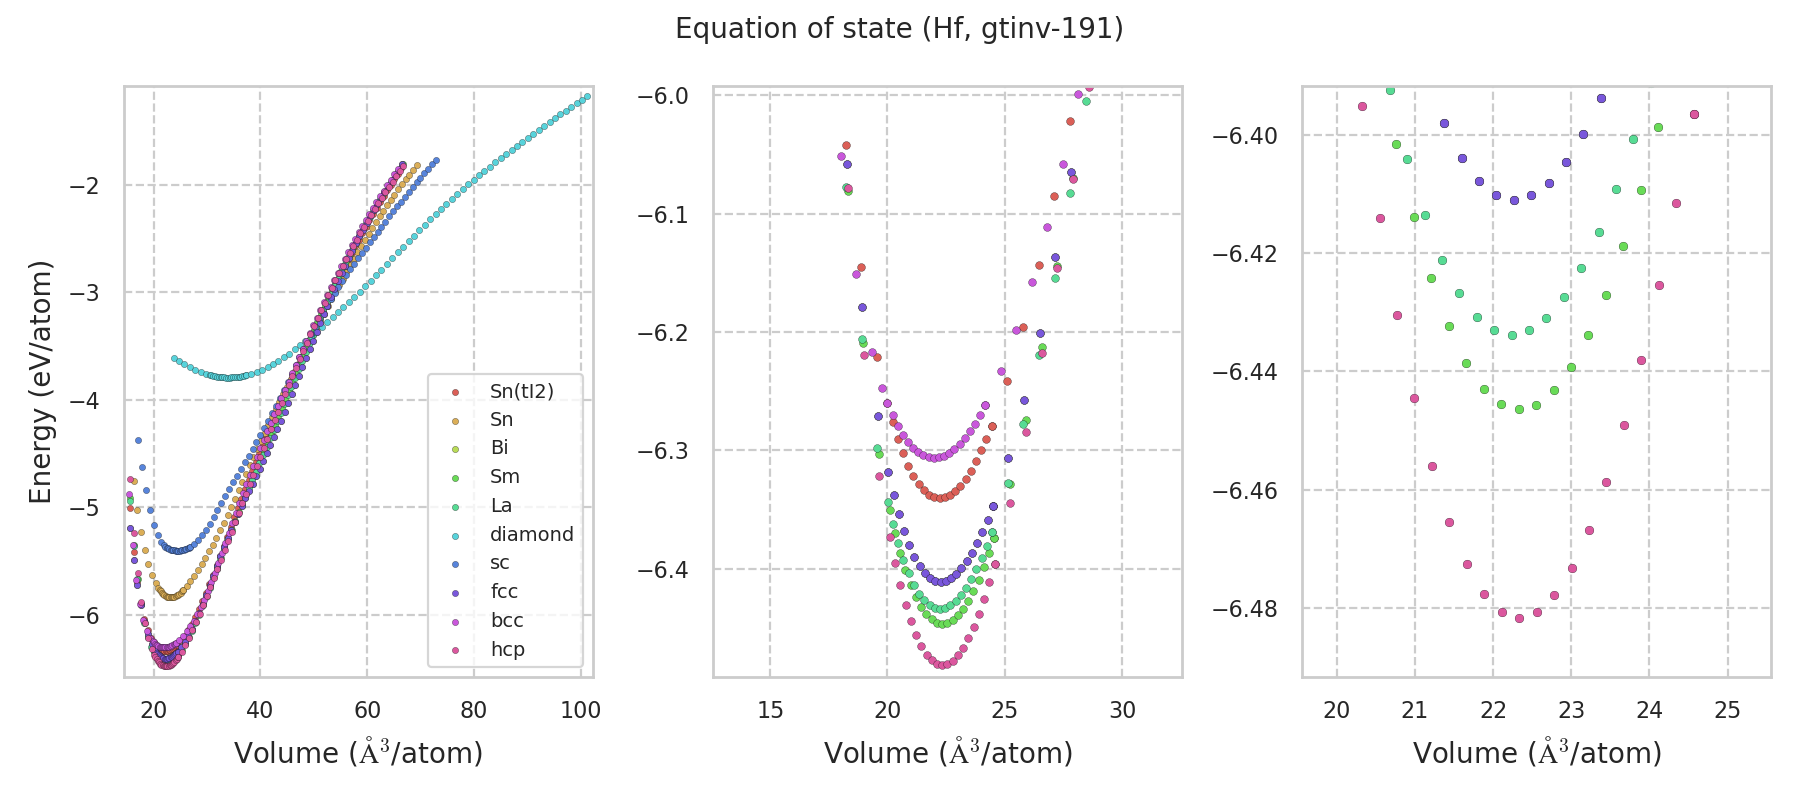 Equation of state (Hf, gtinv-191)
Energy (eV/atom)
−2
−3
−4
−5
−6
20 40 60 80 100
Volume (Å³/atom)
Sn(tI2)
Sn
Bi
Sm
La
diamond
sc
fcc
bcc
hcp
−6.0
−6.1
−6.2
−6.3
−6.4
15 20 25 30
Volume (Å³/atom)
−6.40
−6.42
−6.44
−6.46
−6.48
20 21 22 23 24 25
Volume (Å³/atom)